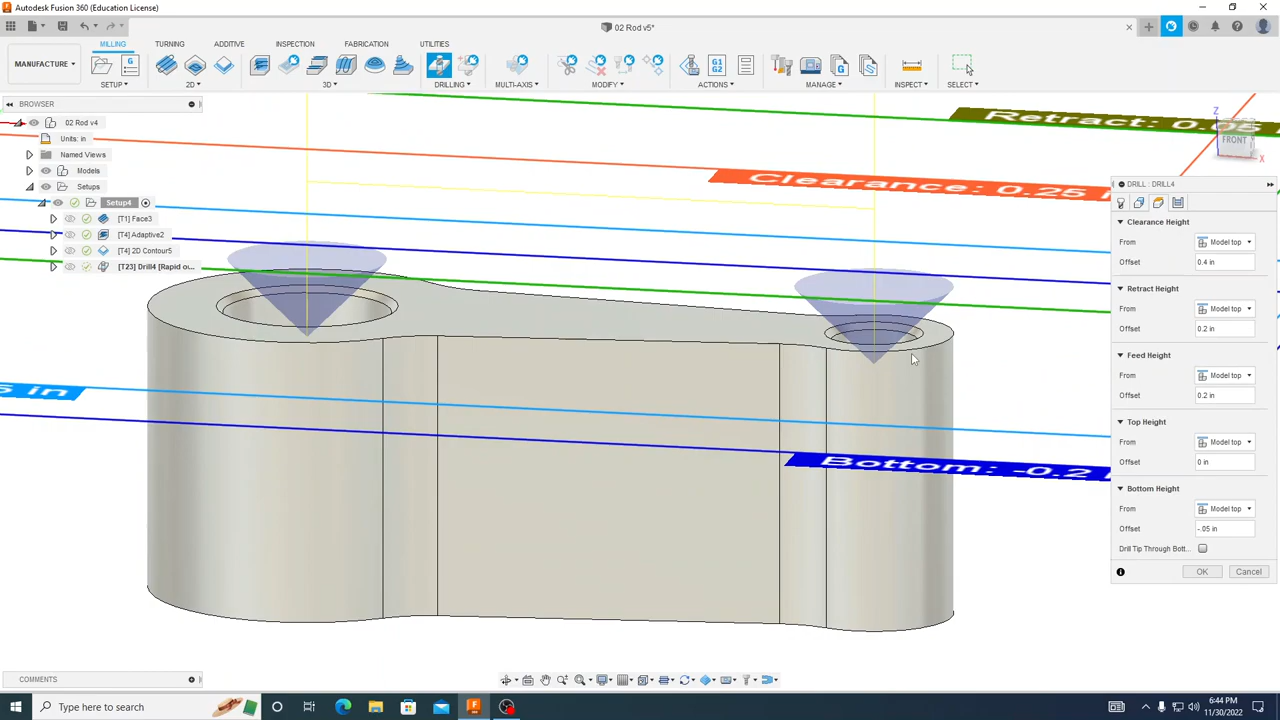 Autodesk Fusion 360 (Education License)
02 Rod v5*
MANUFACTURE
MILLING
TURNING
ADDITIVE
INSPECTION
FABRICATION
UTILITIES
SETUP
2D
3D
DRILLING
MULTI-AXIS
MODIFY
ACTIONS
MANAGE
INSPECT
SELECT
G1
G2
BROWSER
02 Rod v4
Units: in
Named Views
Models
Setups
Setup4
[T1] Face3
[T4] Adaptive2
[T4] 2D Contour5
[T23] Drill4 [Rapid o...
Clearance: 0.25 i
Bottom: -0.2 i
5 in
Z
FRONT
X
DRILL : DRILL4
Clearance Height
From
Model top
Offset
0.4 in
Retract Height
From
Model top
Offset
0.2 in
Feed Height
From
Model top
Offset
0.2 in
Top Height
From
Model top
Offset
0 in
Bottom Height
From
Model top
Offset
-.05 in
Drill Tip Through Bott...
OK
Cancel
COMMENTS
Type here to search
6:44 PM
11/30/2022